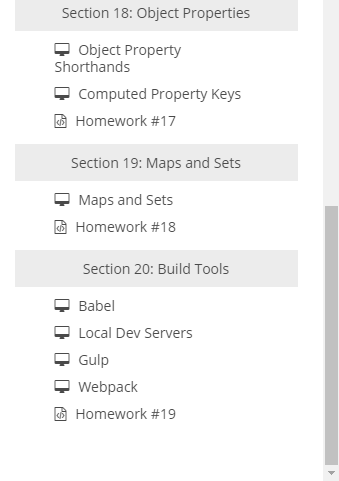 Section 18: Object Properties
Object Property
Shorthands
Computed Property Keys
Homework #17
Section 19: Maps and Sets
Maps and Sets
Homework #18
Section 20: Build Tools
Babel
Local Dev Servers
Gulp
Webpack
Homework #19